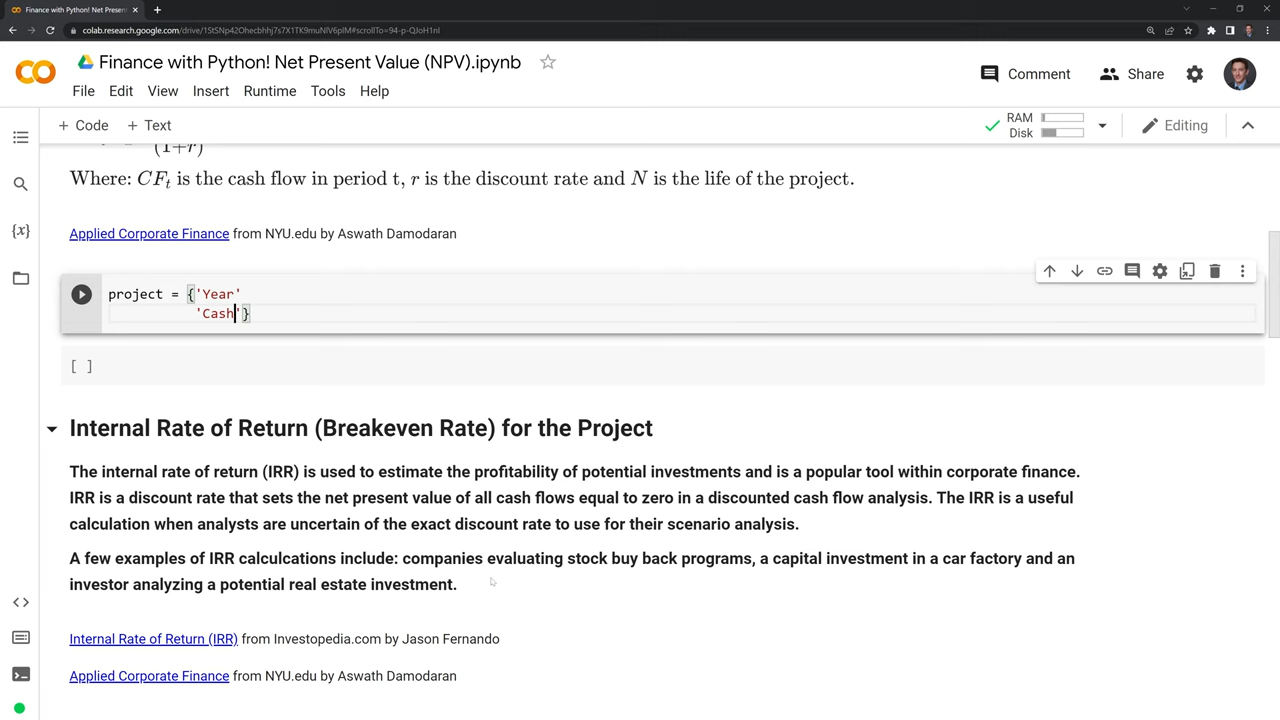 Finance with Python! Net Present
colab.research.google.com/drive/1StSNp42Ohecbhhj7s7X1TK9muNIV6plM#scrollTo=94-p-QJoH1nI
Finance with Python! Net Present Value (NPV).ipynb
Comment
Share
File Edit View Insert Runtime Tools Help
+ Code + Text
RAM
Disk
Editing
(1+r)
Where: CFt is the cash flow in period t, r is the discount rate and N is the life of the project.
Applied Corporate Finance from NYU.edu by Aswath Damodaran
project = {'Year'
'Cash'}
[ ]
Internal Rate of Return (Breakeven Rate) for the Project
The internal rate of return (IRR) is used to estimate the profitability of potential investments and is a popular tool within corporate finance.
IRR is a discount rate that sets the net present value of all cash flows equal to zero in a discounted cash flow analysis. The IRR is a useful
calculation when analysts are uncertain of the exact discount rate to use for their scenario analysis.
A few examples of IRR calculcations include: companies evaluating stock buy back programs, a capital investment in a car factory and an
investor analyzing a potential real estate investment.
Internal Rate of Return (IRR) from Investopedia.com by Jason Fernando
Applied Corporate Finance from NYU.edu by Aswath Damodaran